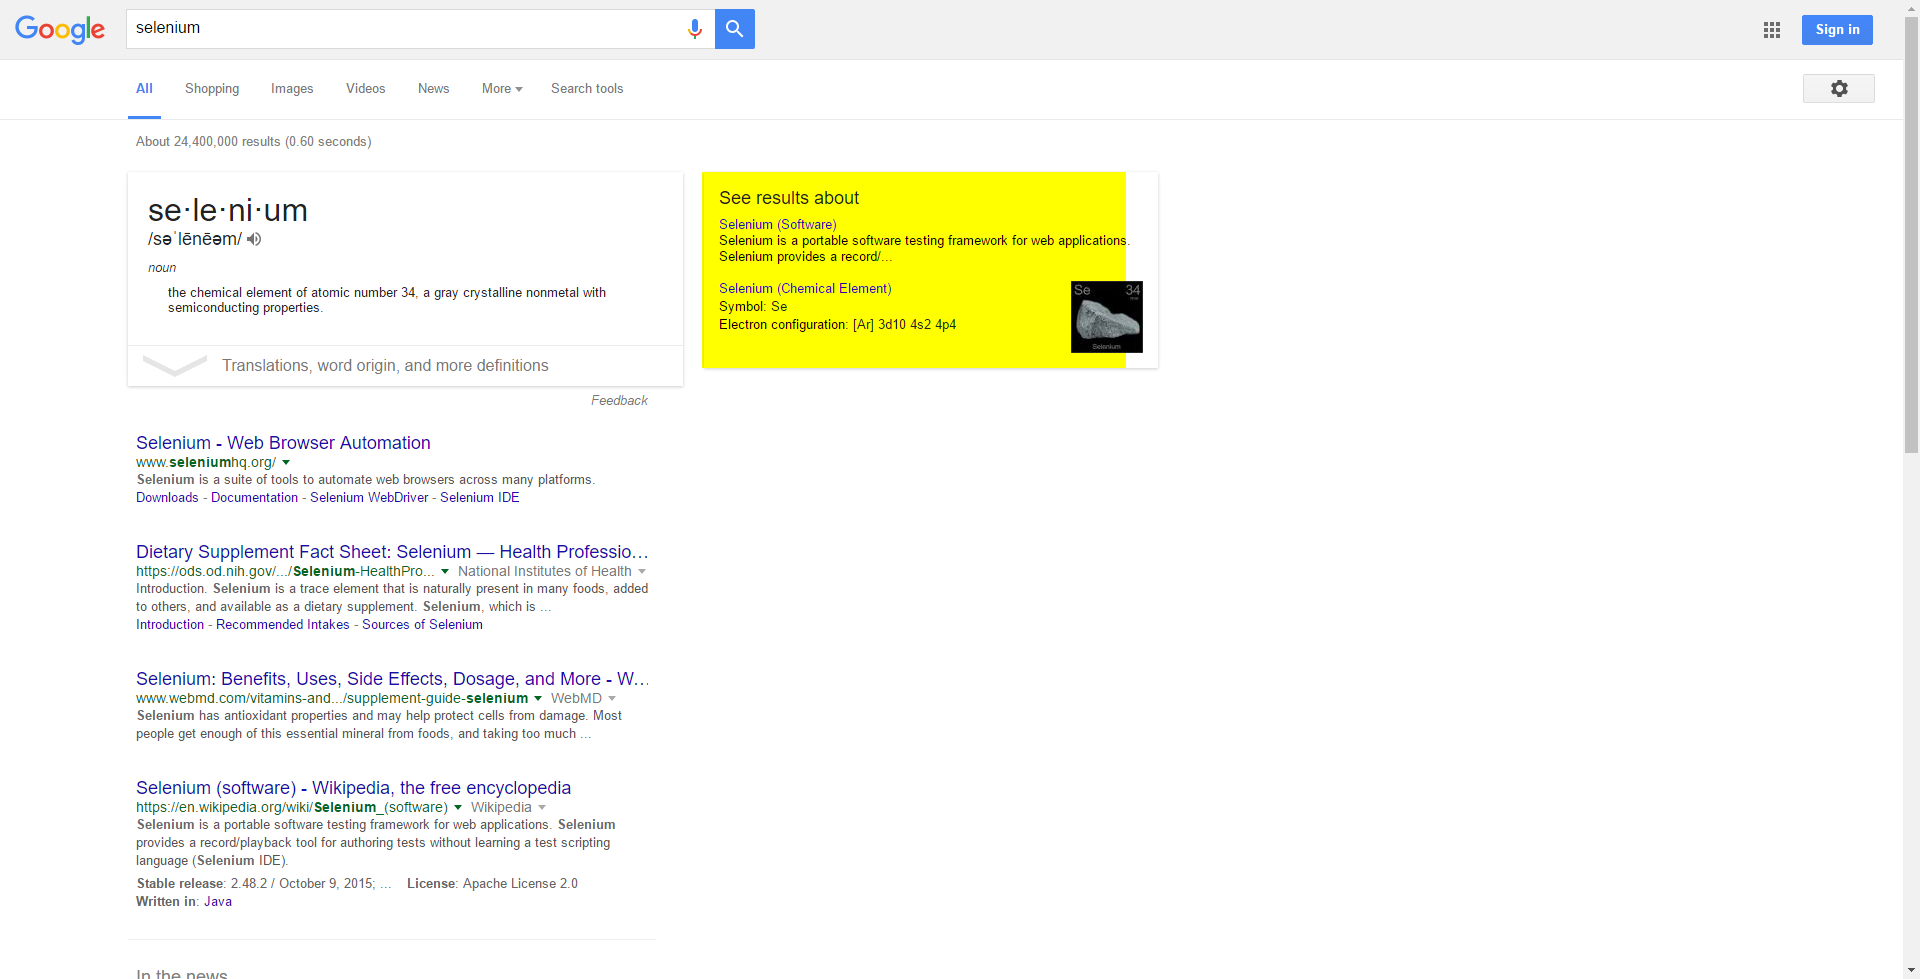 Google
selenium
Sign in
All Shopping Images Videos News More Search tools
About 24,400,000 results (0.60 seconds)
se·le·ni·um
/səˈlēnēəm/
noun
the chemical element of atomic number 34, a gray crystalline nonmetal with
semiconducting properties.
Translations, word origin, and more definitions
Feedback
See results about
Selenium (Software)
Selenium is a portable software testing framework for web applications.
Selenium provides a record/...
Selenium (Chemical Element)
Symbol: Se
Electron configuration: [Ar] 3d10 4s2 4p4
Se 34
Selenium
Selenium - Web Browser Automation
www.seleniumhq.org/
Selenium is a suite of tools to automate web browsers across many platforms.
Downloads - Documentation - Selenium WebDriver - Selenium IDE
Dietary Supplement Fact Sheet: Selenium — Health Professio...
https://ods.od.nih.gov/.../Selenium-HealthPro... National Institutes of Health
Introduction. Selenium is a trace element that is naturally present in many foods, added
to others, and available as a dietary supplement. Selenium, which is ...
Introduction - Recommended Intakes - Sources of Selenium
Selenium: Benefits, Uses, Side Effects, Dosage, and More - W...
www.webmd.com/vitamins-and.../supplement-guide-selenium WebMD
Selenium has antioxidant properties and may help protect cells from damage. Most
people get enough of this essential mineral from foods, and taking too much ...
Selenium (software) - Wikipedia, the free encyclopedia
https://en.wikipedia.org/wiki/Selenium_(software) Wikipedia
Selenium is a portable software testing framework for web applications. Selenium
provides a record/playback tool for authoring tests without learning a test scripting
language (Selenium IDE).
Stable release: 2.48.2 / October 9, 2015; ... License: Apache License 2.0
Written in: Java
In the news